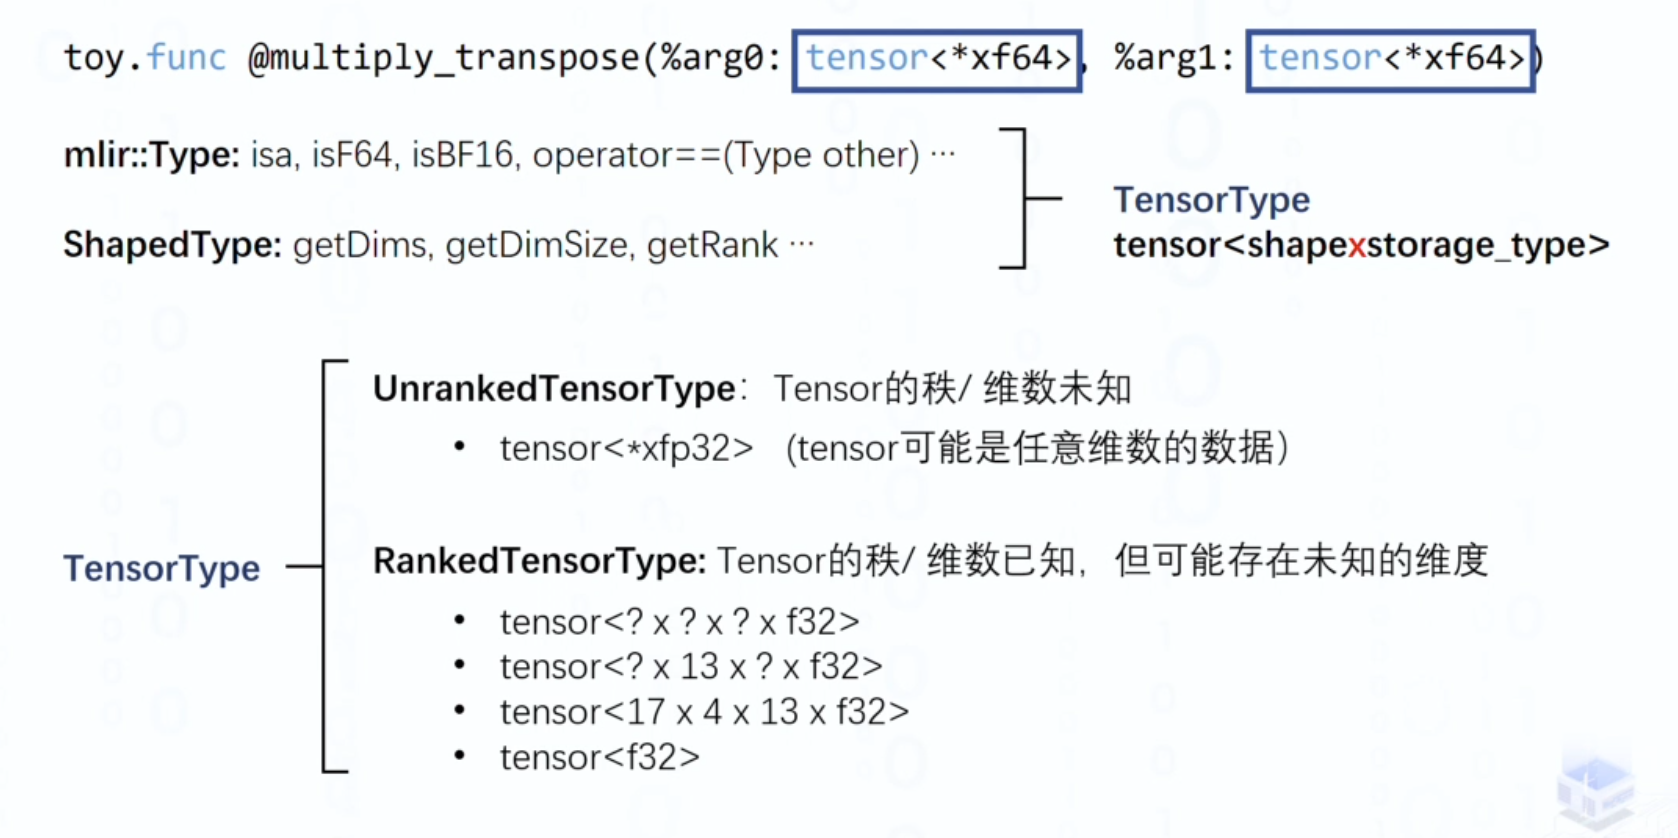 toy.func @multiply_transpose(%arg0: tensor<*xf64>, %arg1: tensor<*xf64>)
mlir::Type: isa, isF64, isBF16, operator==(Type other) ···
ShapedType: getDims, getDimSize, getRank ···
TensorType
tensor<shapexstorage_type>
TensorType
UnrankedTensorType：Tensor的秩/ 维数未知
• tensor<*xfp32> (tensor可能是任意维数的数据）
RankedTensorType: Tensor的秩/ 维数已知，但可能存在未知的维度
• tensor<? x ? x ? x f32>
• tensor<? x 13 x ? x f32>
• tensor<17 x 4 x 13 x f32>
• tensor<f32>